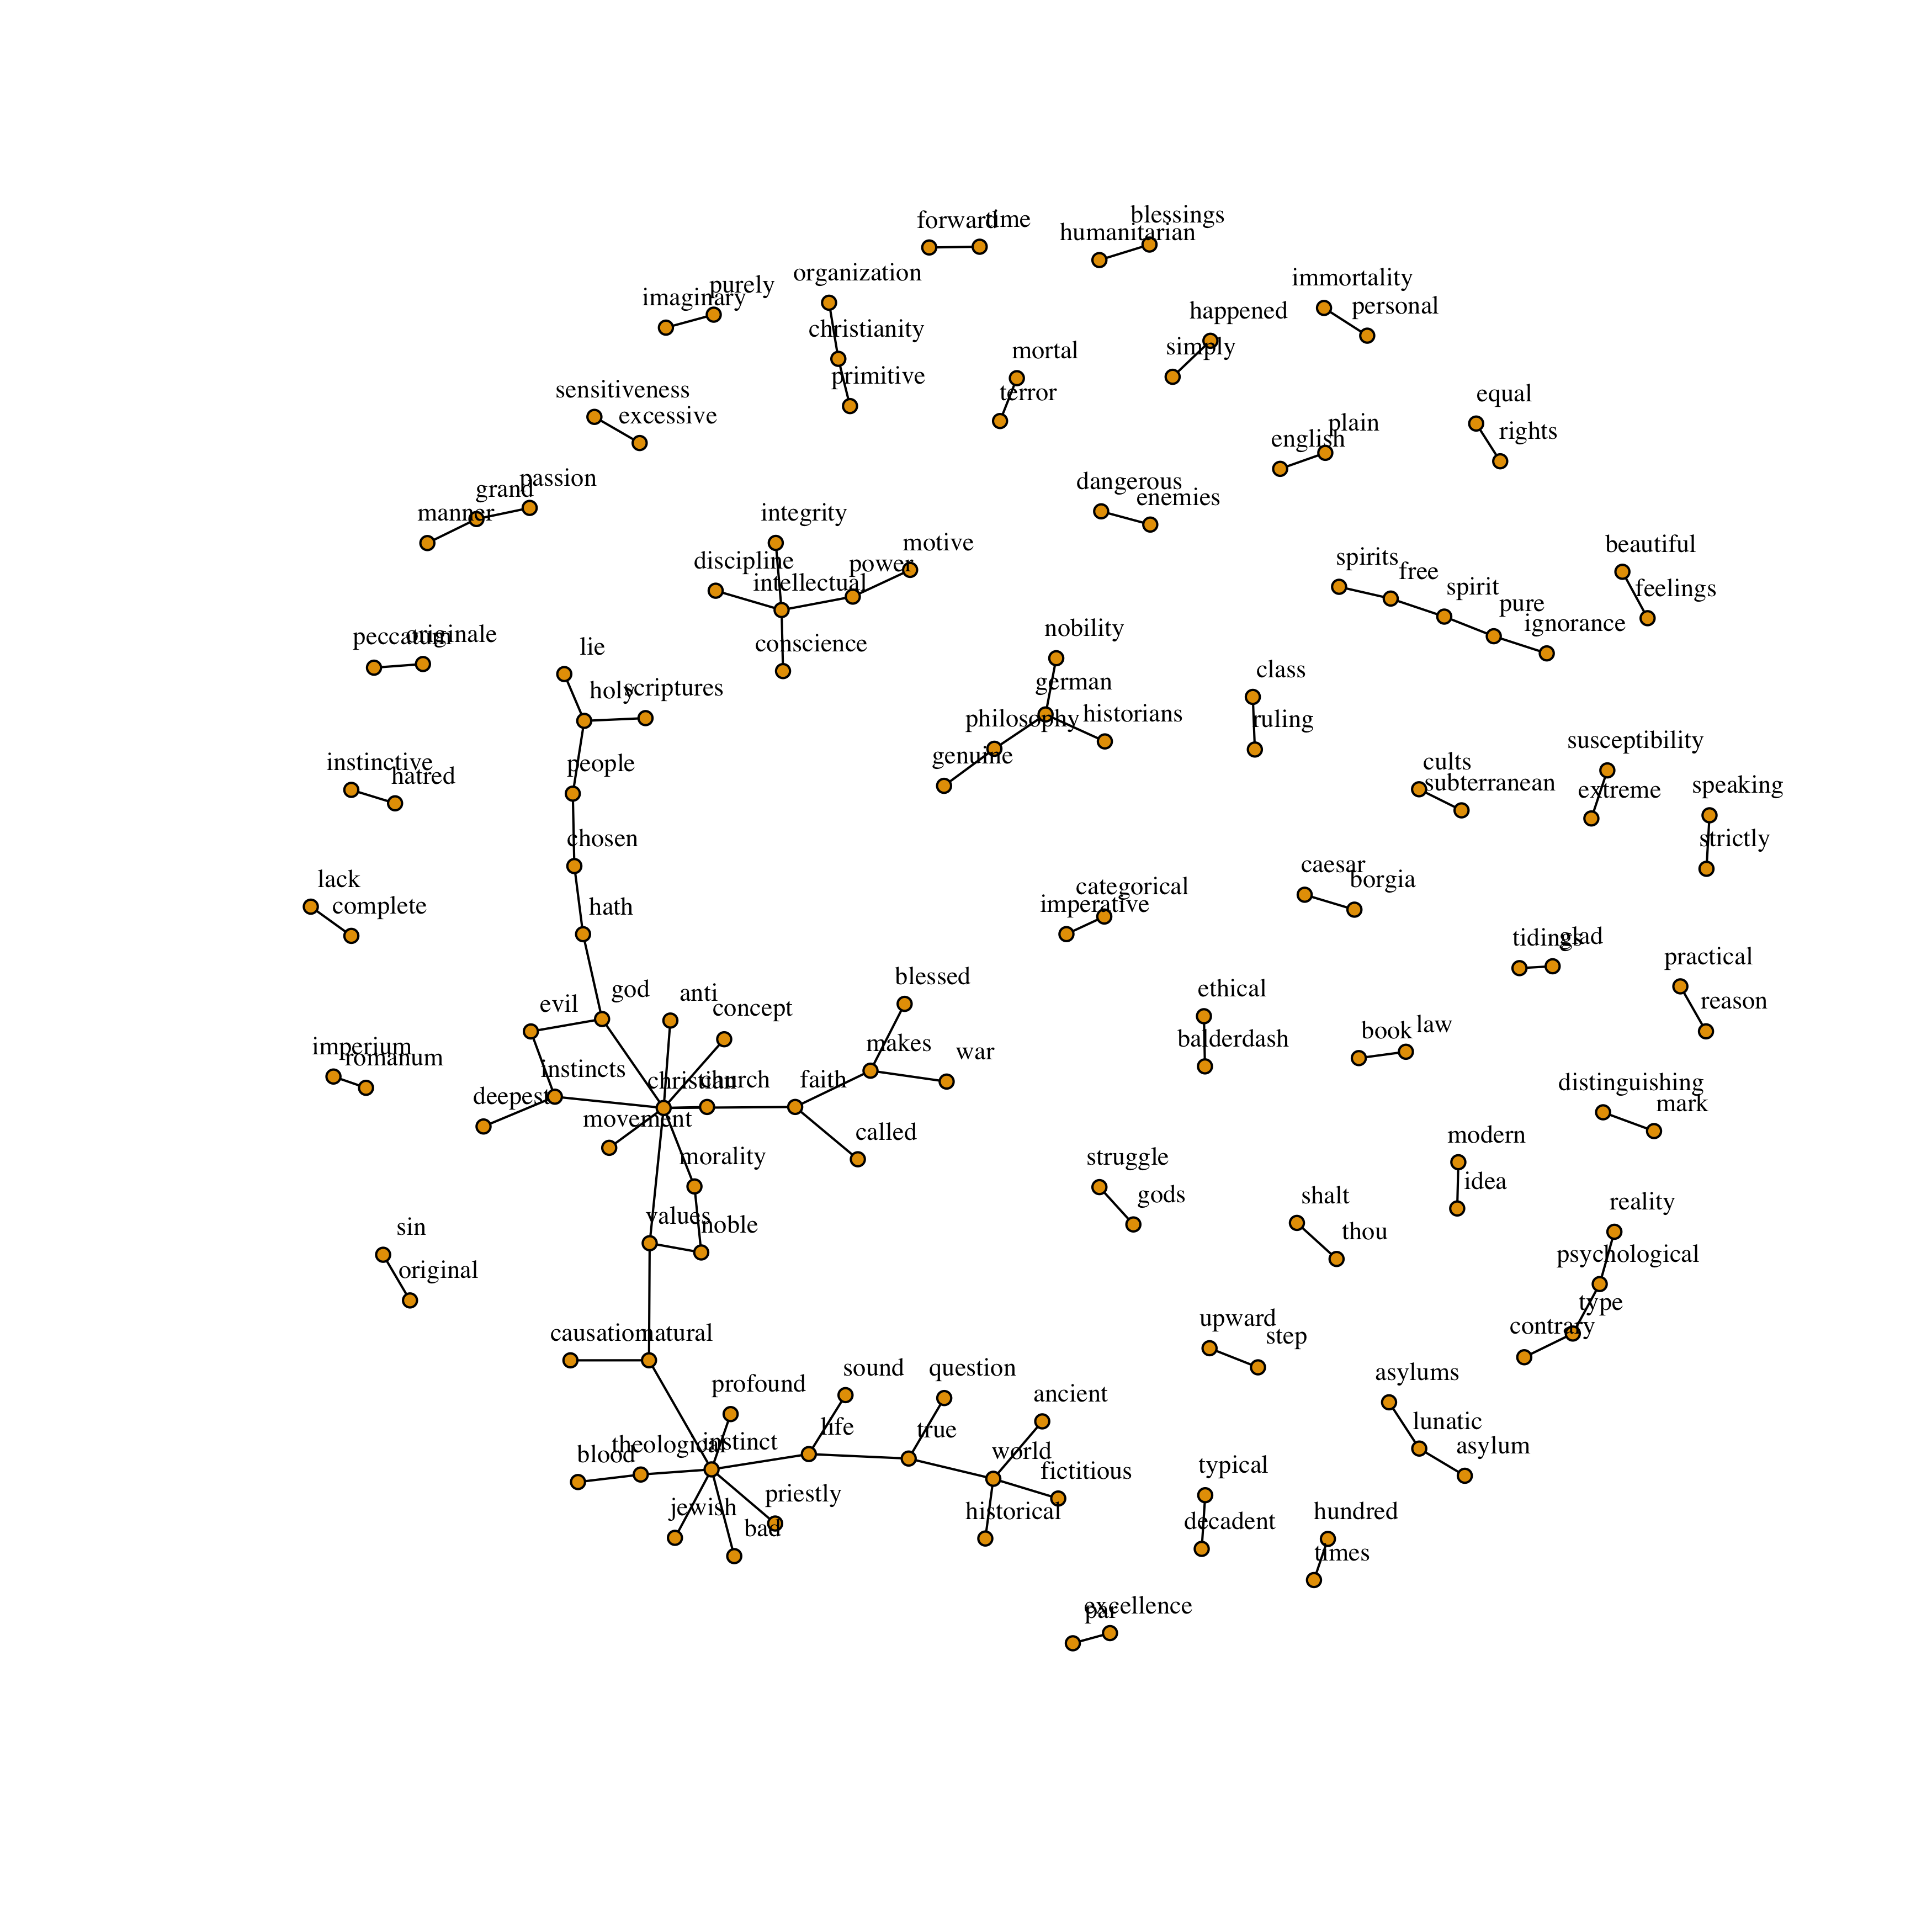 forward
time
blessings
humanitarian
organization
immortality
purely
imaginary
personal
happened
christianity
simply
mortal
primitive
sensitiveness
terror
equal
excessive
plain
rights
english
passion
dangerous
grand
enemies
manner
integrity
motive
beautiful
discipline
power
spirits
free
intellectual
spirit
feelings
pure
ignorance
peccatum
originale
nobility
conscience
lie
class
german
holy
scriptures
philosophy
historians
ruling
susceptibility
genuine
instinctive
people
cults
hatred
subterranean
speaking
extreme
chosen
strictly
caesar
lack
borgia
categorical
complete
hath
imperative
tidings
glad
practical
blessed
god
anti
ethical
evil
concept
reason
law
book
balderdash
imperium
romanum
makes
war
instincts
christian
church
faith
distinguishing
deepest
mark
movement
called
modern
morality
struggle
idea
gods
shalt
reality
values
noble
sin
thou
psychological
original
type
upward
contrary
causation
natural
step
sound
question
asylums
profound
ancient
lunatic
life
true
theological
instinct
asylum
blood
world
typical
fictitious
priestly
jewish
historical
hundred
bad
decadent
times
par
excellence